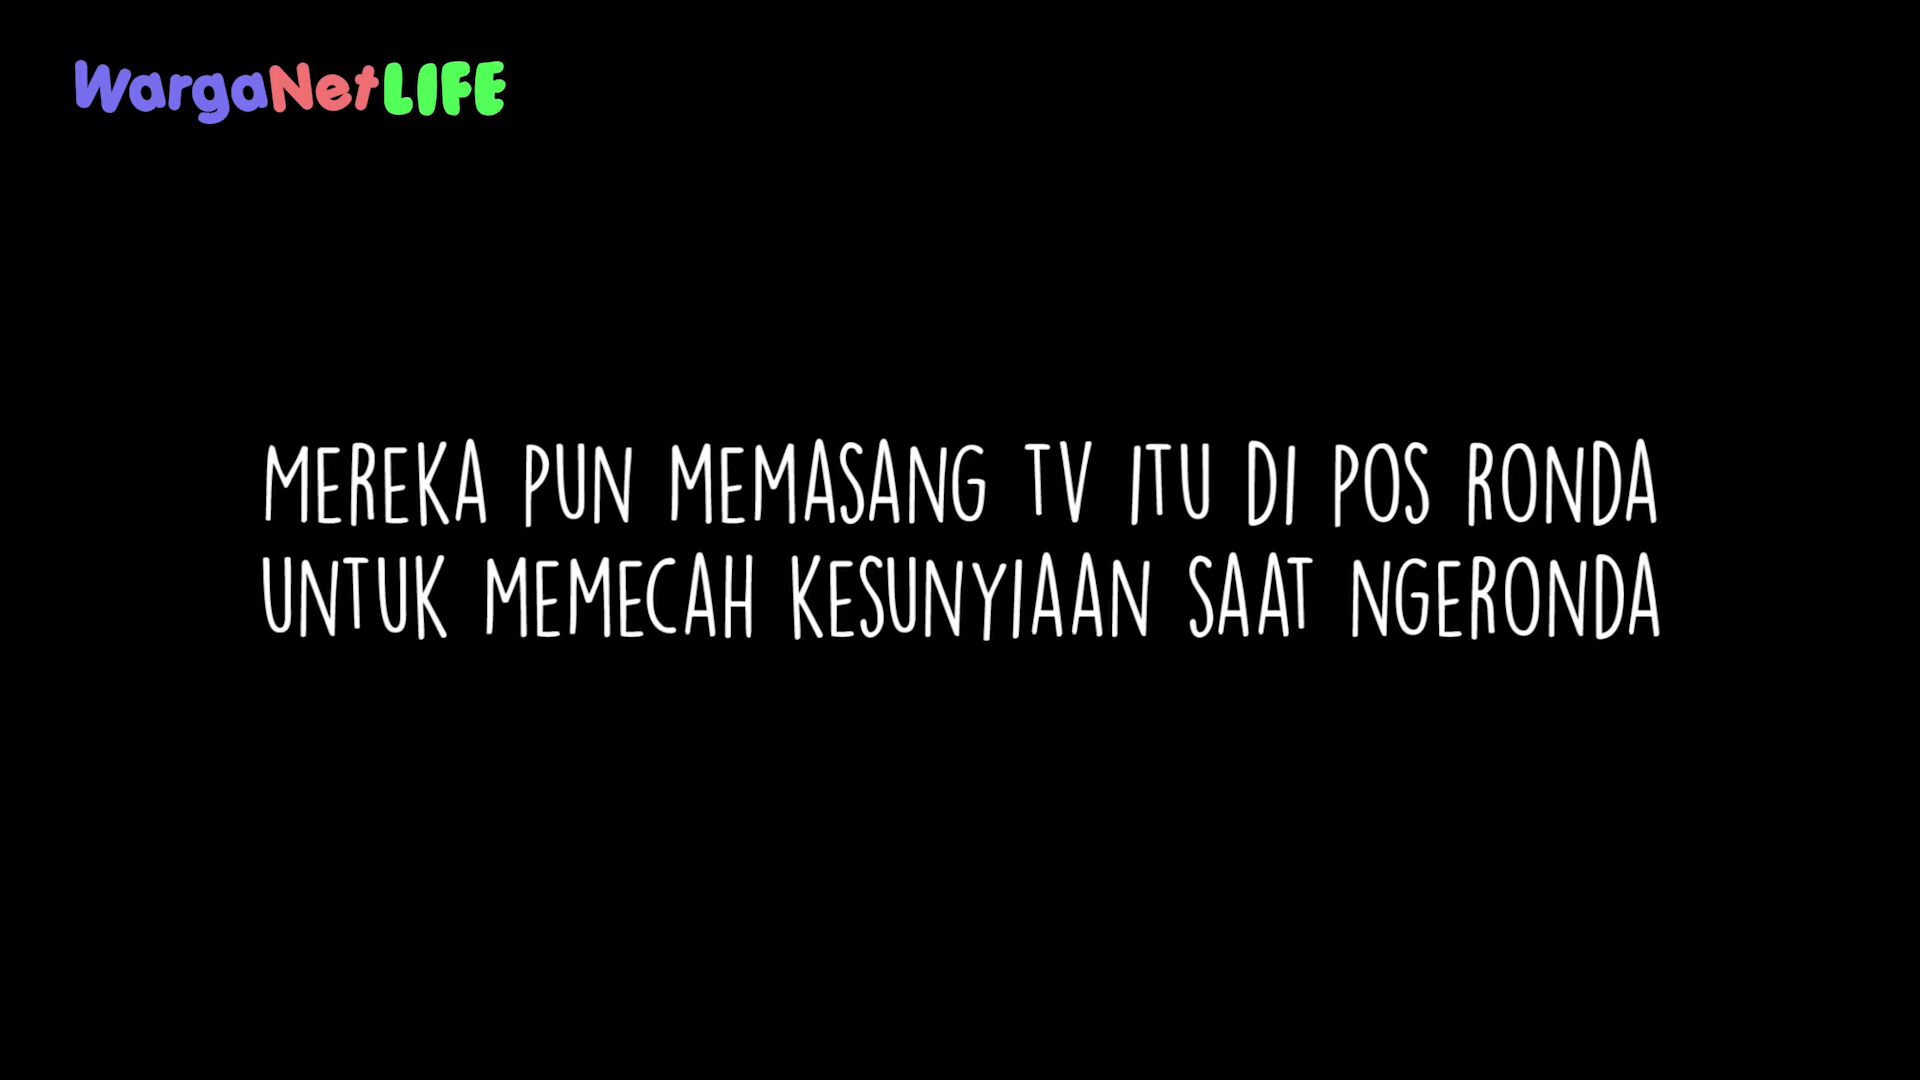 WargaNetLIFE
MEREKA PUN MEMASANG TV ITU DI POS RONDA
UNTUK MEMECAH KESUNYIAAN SAAT NGERONDA